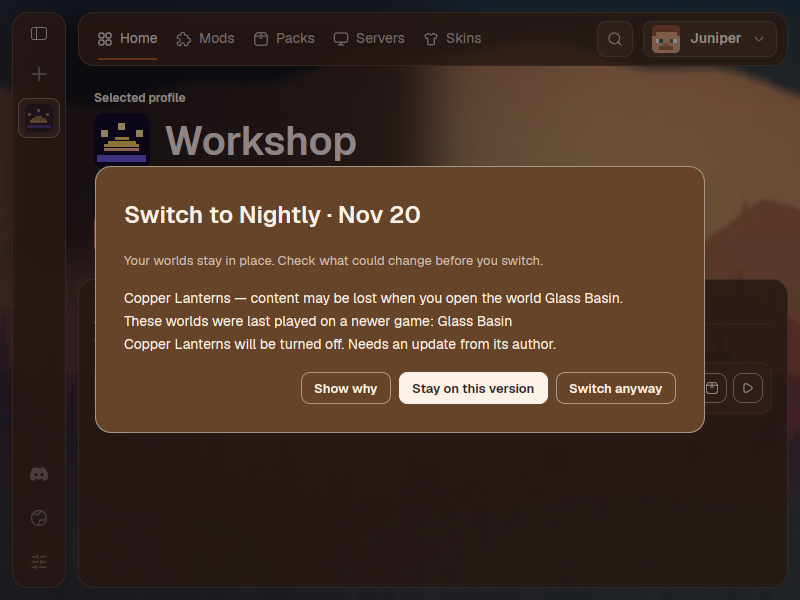 Home
Mods
Packs
Servers
Skins
Juniper
Selected profile
Workshop
Switch to Nightly · Nov 20
Your worlds stay in place. Check what could change before you switch.
Copper Lanterns — content may be lost when you open the world Glass Basin.
These worlds were last played on a newer game: Glass Basin
Copper Lanterns will be turned off. Needs an update from its author.
Show why
Stay on this version
Switch anyway